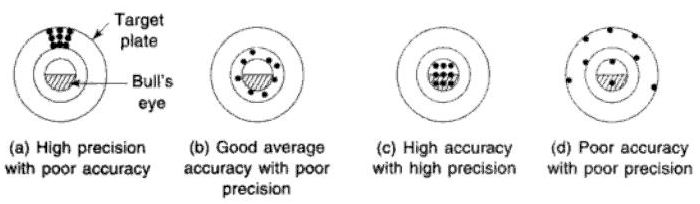 Target
plate
Bull's
eye
(a) High precision
with poor accuracy
(b) Good average
accuracy with poor
precision
(c) High accuracy
with high precision
(d) Poor accuracy
with poor precision